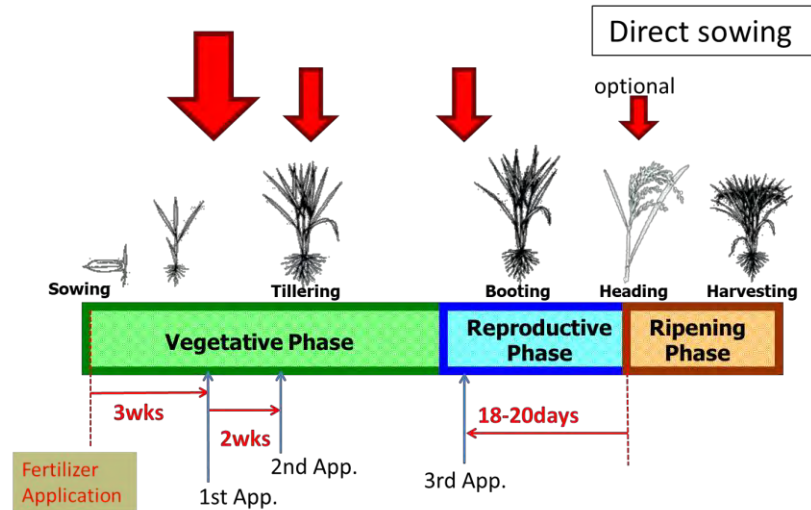 Direct sowing
optional
Sowing
Tillering
Booting
Heading
Harvesting
Vegetative Phase
Reproductive
Phase
Ripening
Phase
3wks
2wks
18-20days
Fertilizer
Application
1st App.
2nd App.
3rd App.